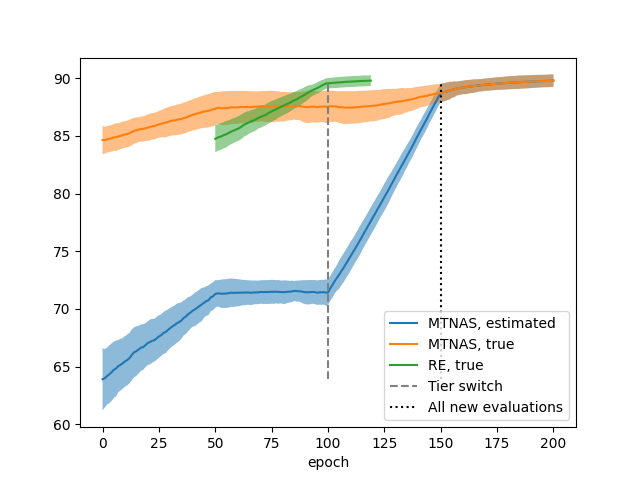 90
85
80
75
70
65
60
0 25 50 75 100 125 150 175 200
epoch
MTNAS, estimated
MTNAS, true
RE, true
Tier switch
All new evaluations